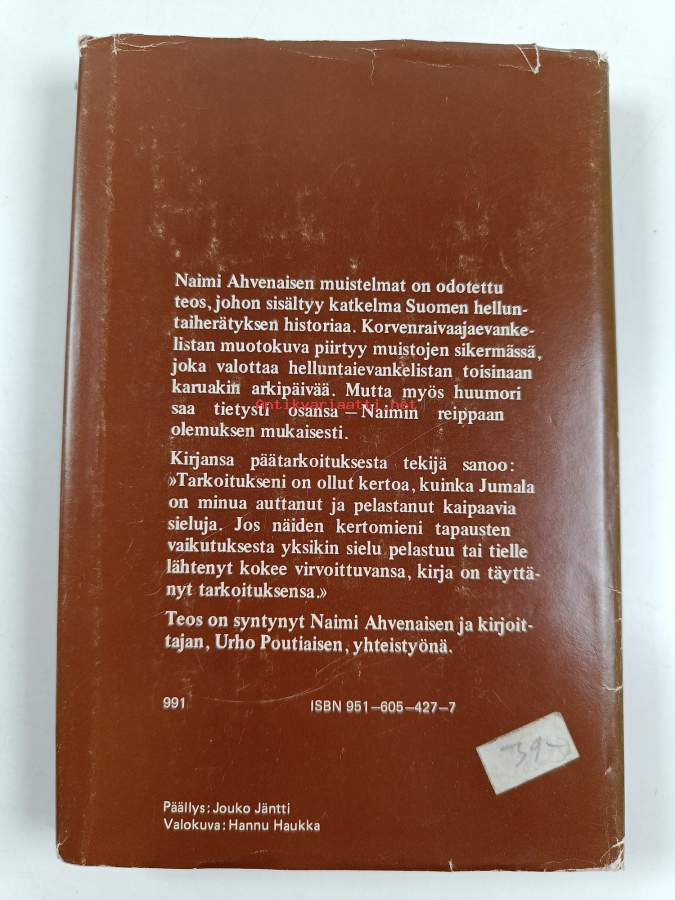 Naimi Ahvenaisen muistelmat on odotettu
teos, johon sisältyy katkelma Suomen hellun-
taiherätyksen historiaa. Korvenraivaajaevanke-
listan muotokuva piirtyy muistojen sikermässä,
joka valottaa helluntaievankelistan toisinaan
karuakin arkipäivää. Mutta myös huumori
saa tietysti osansa – Naimin reippaan
olemuksen mukaisesti.
Antikvariaatti.net
Kirjansa päätarkoituksesta tekijä sanoo:
»Tarkoitukseni on ollut kertoa, kuinka Jumala
on minua auttanut ja pelastanut kaipaavia
sieluja. Jos näiden kertomieni tapausten
vaikutuksesta yksikin sielu pelastuu tai tielle
lähtenyt kokee virvoittuvansa, kirja on täyttä-
nyt tarkoituksensa.»
Teos on syntynyt Naimi Ahvenaisen ja kirjoit-
tajan, Urho Poutiaisen, yhteistyönä.
991 ISBN 951–605–427–7
39,-
Päällys: Jouko Jäntti
Valokuva: Hannu Haukka